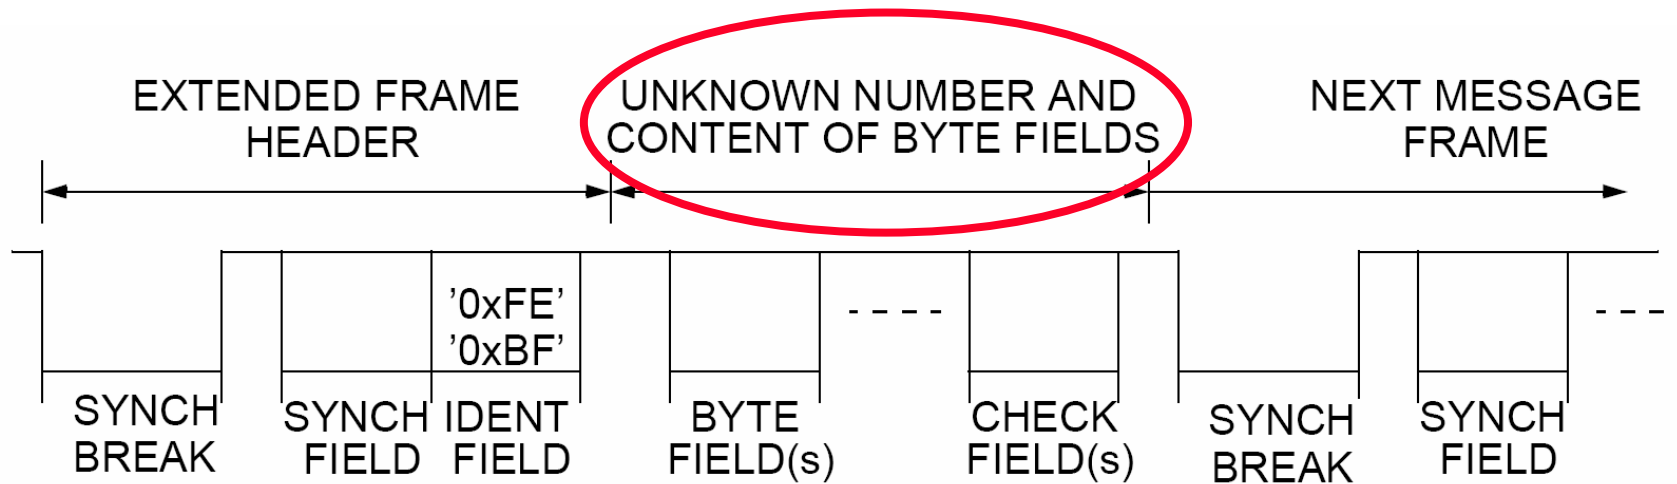 EXTENDED FRAME
HEADER
UNKNOWN NUMBER AND
CONTENT OF BYTE FIELDS
NEXT MESSAGE
FRAME
’0xFE’
’0xBF’
SYNCH
BREAK
SYNCH
FIELD
IDENT
FIELD
BYTE
FIELD(s)
CHECK
FIELD(s)
SYNCH
BREAK
SYNCH
FIELD